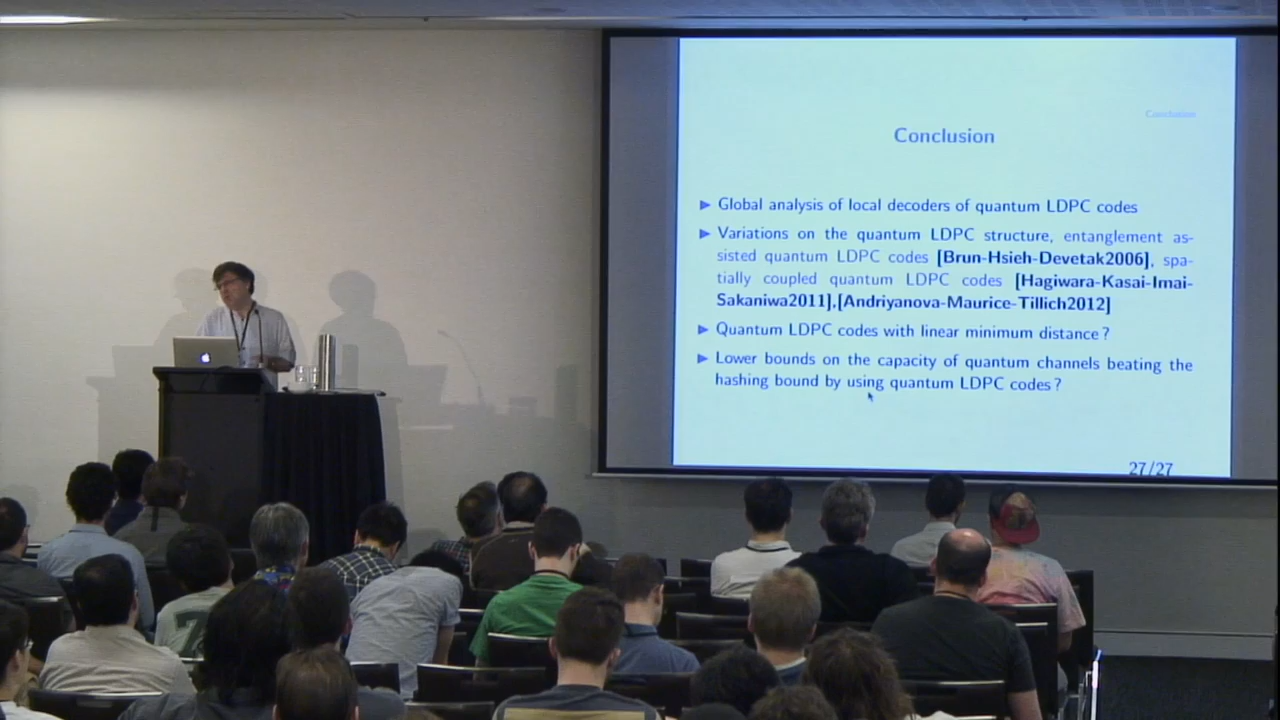 Conclusion
Conclusion
▶ Global analysis of local decoders of quantum LDPC codes
▶ Variations on the quantum LDPC structure, entanglement as-
sisted quantum LDPC codes [Brun-Hsieh-Devetak2006], spa-
tially coupled quantum LDPC codes [Hagiwara-Kasai-Imai-
Sakaniwa2011],[Andriyanova-Maurice-Tillich2012]
▶ Quantum LDPC codes with linear minimum distance ?
▶ Lower bounds on the capacity of quantum channels beating the
hashing bound by using quantum LDPC codes ?
27/27